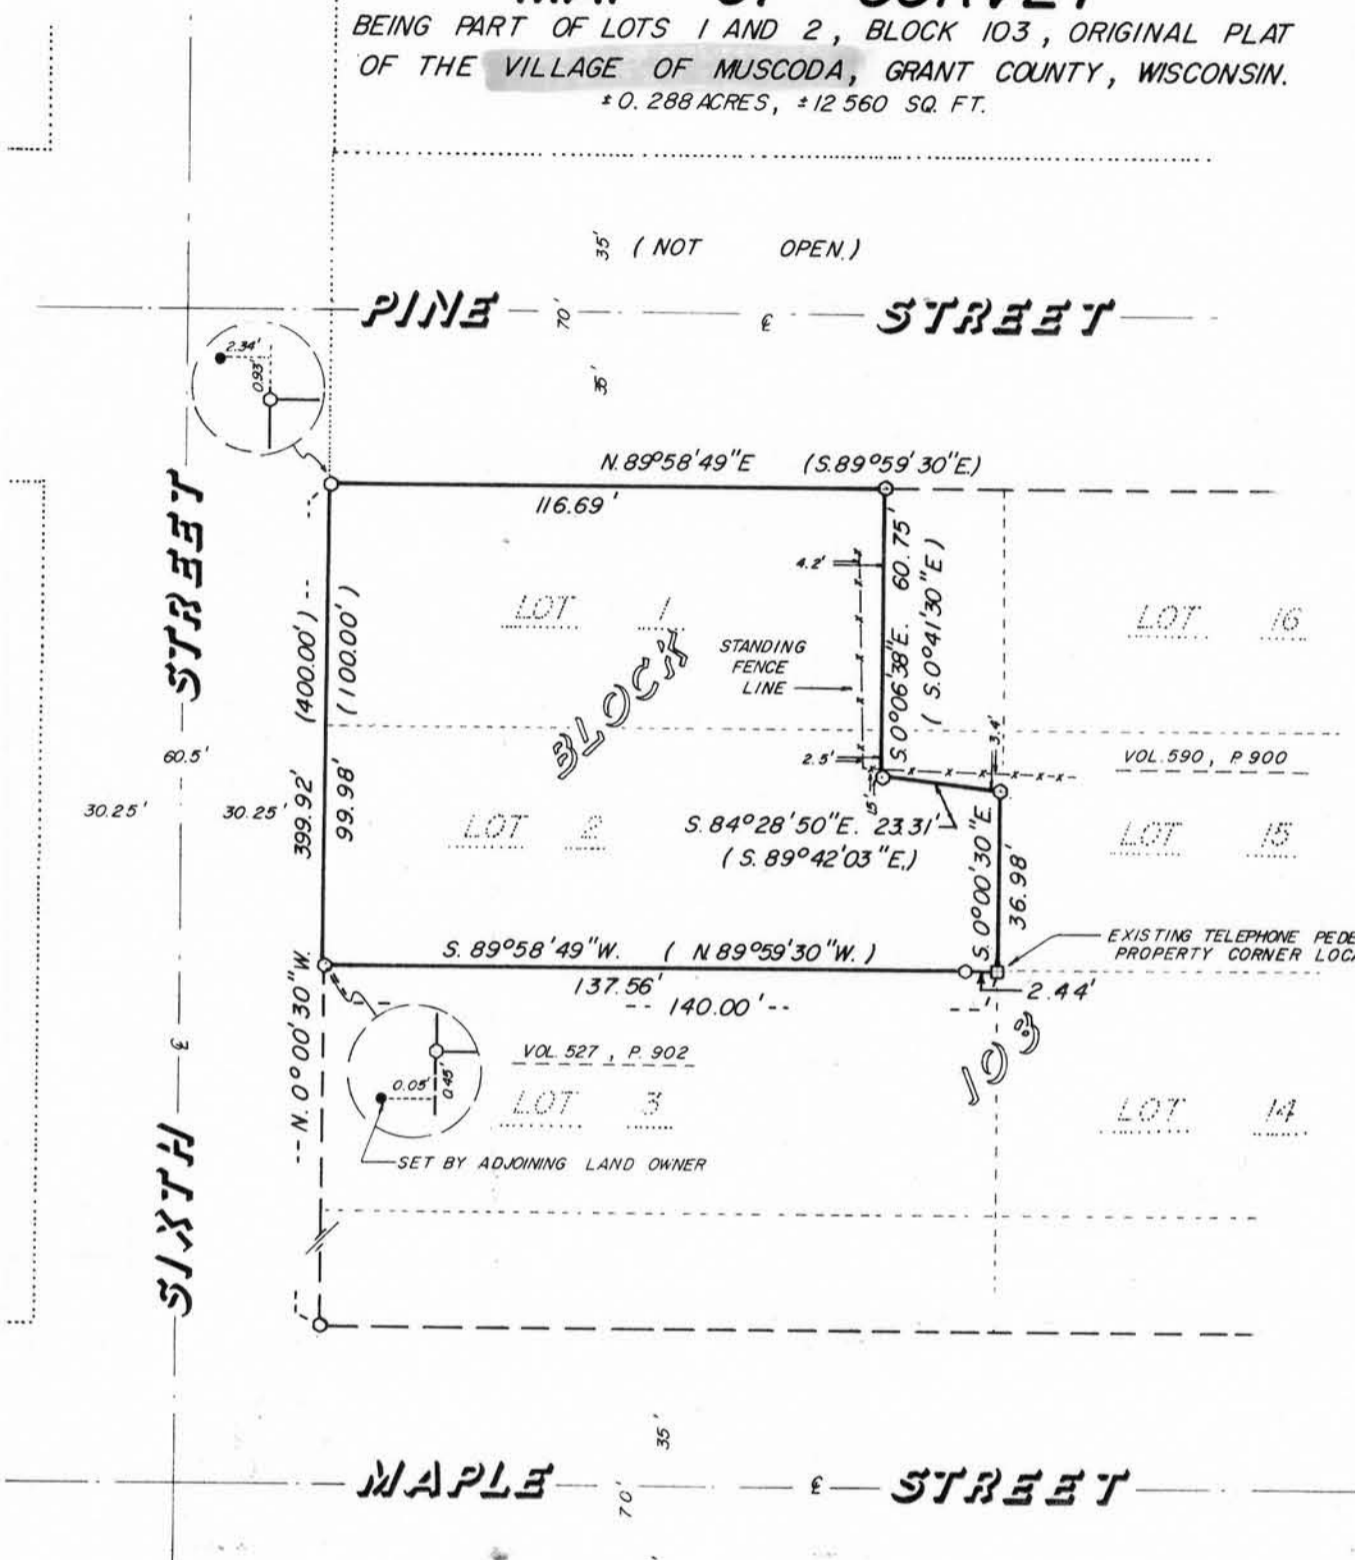 MAP OF SURVEY
BEING PART OF LOTS 1 AND 2, BLOCK 103, ORIGINAL PLAT
OF THE VILLAGE OF MUSCODA, GRANT COUNTY, WISCONSIN.
±0.288 ACRES, ±12 560 SQ. FT.
35' (NOT OPEN.)
PINE 70' ℄ STREET
35'
2.34'
0.93'
N. 89°58'49"E (S. 89°59'30"E.)
116.69'
4.2'
S. 0°06'38"E. 60.75'
(S. 0°41'30"E)
LOT 1
LOT 16
STANDING
FENCE
LINE
BLOCK
(400.00')
(100.00')
399.92'
99.98'
60.5'
30.25' 30.25'
2.5'
3.4'
VOL. 590, P. 900
15'
LOT 2
S. 84°28'50"E. 23.31'
(S. 89°42'03"E.)
LOT 15
S. 0°00'30"E.
36.98'
EXISTING TELEPHONE PEDE
PROPERTY CORNER LOCA
S. 89°58'49"W. (N. 89°59'30"W.)
137.56'
2.44'
-- 140.00' --
--N. 0°00'30"W.
103
VOL. 527, P. 902
0.05'
0.45'
LOT 3
LOT 14
SET BY ADJOINING LAND OWNER
SIXTH ℄ STREET
35'
MAPLE 70' ℄ STREET